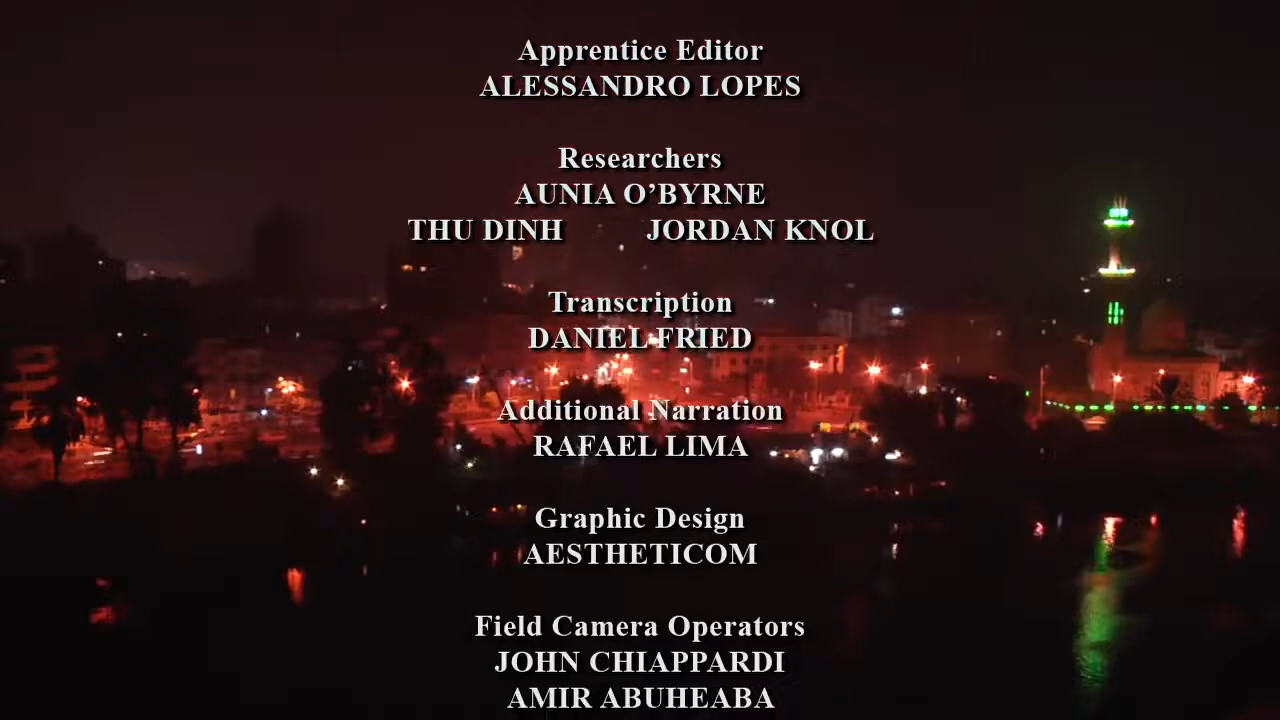 Apprentice Editor
ALESSANDRO LOPES
Researchers
AUNIA O’BYRNE
THU DINH JORDAN KNOL
Transcription
DANIEL FRIED
Additional Narration
RAFAEL LIMA
Graphic Design
AESTHETICOM
Field Camera Operators
JOHN CHIAPPARDI
AMIR ABUHEABA